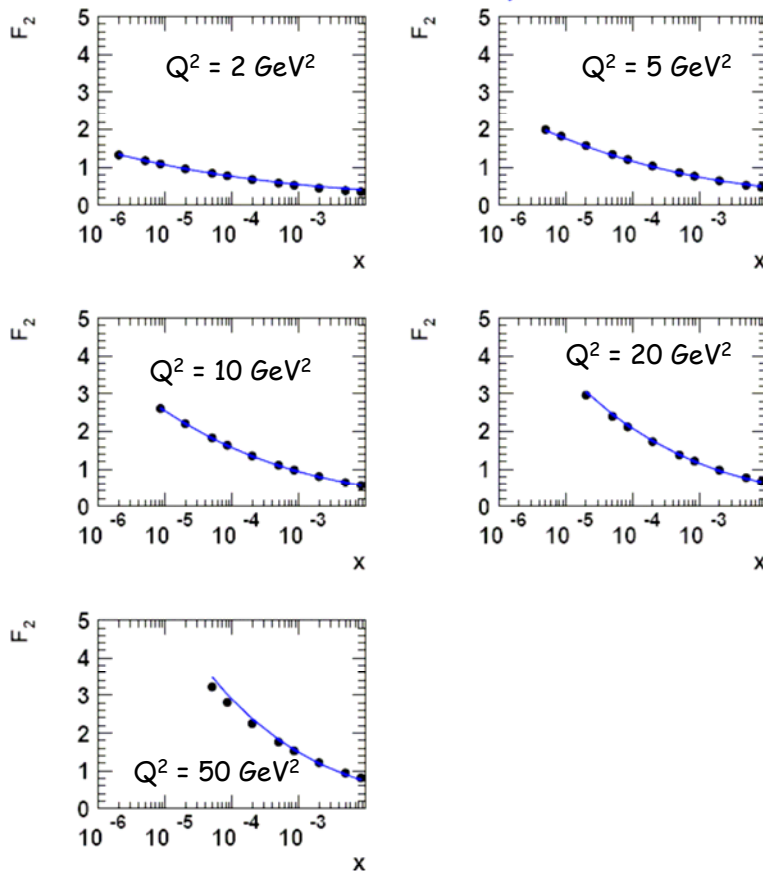 F₂
5
4
3
2
1
0
Q² = 2 GeV²
10⁻⁶ 10⁻⁵ 10⁻⁴ 10⁻³
x
F₂
5
4
3
2
1
0
Q² = 5 GeV²
10⁻⁶ 10⁻⁵ 10⁻⁴ 10⁻³
x
F₂
5
4
3
2
1
0
Q² = 10 GeV²
10⁻⁶ 10⁻⁵ 10⁻⁴ 10⁻³
x
F₂
5
4
3
2
1
0
Q² = 20 GeV²
10⁻⁶ 10⁻⁵ 10⁻⁴ 10⁻³
x
F₂
5
4
3
2
1
0
Q² = 50 GeV²
10⁻⁶ 10⁻⁵ 10⁻⁴ 10⁻³
x